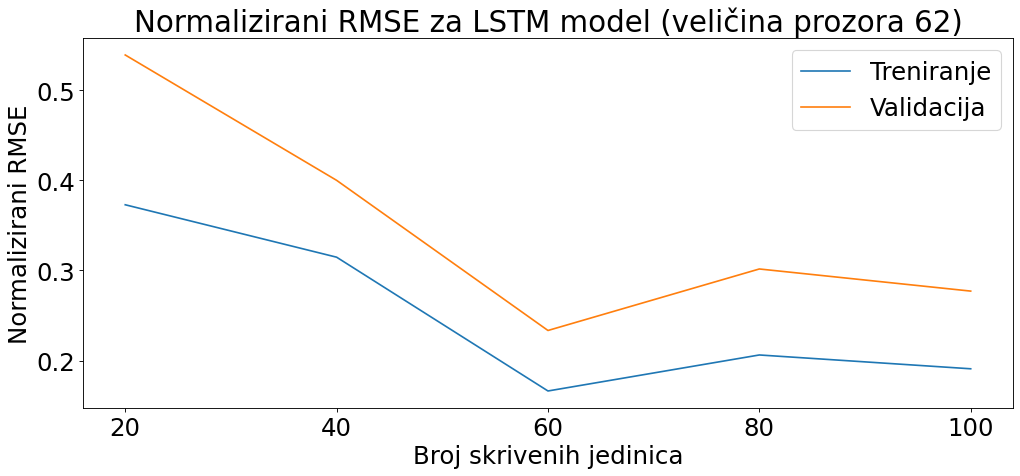 Normalizirani RMSE za LSTM model (veličina prozora 62)
Treniranje
Validacija
Normalizirani RMSE
0.5
0.4
0.3
0.2
20 40 60 80 100
Broj skrivenih jedinica